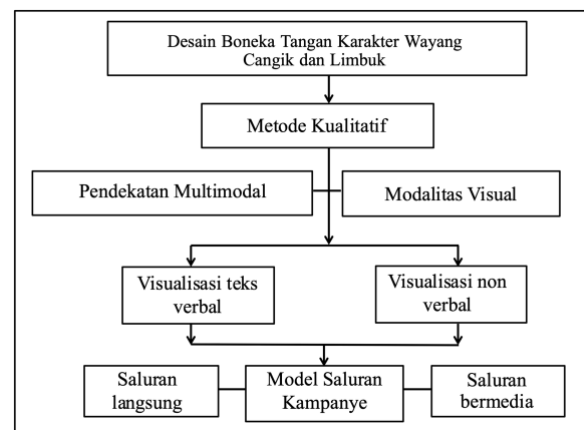 Desain Boneka Tangan Karakter Wayang
Cangik dan Limbuk
Metode Kualitatif
Pendekatan Multimodal
Modalitas Visual
Visualisasi teks
verbal
Visualisasi non
verbal
Saluran
langsung
Model Saluran
Kampanye
Saluran
bermedia